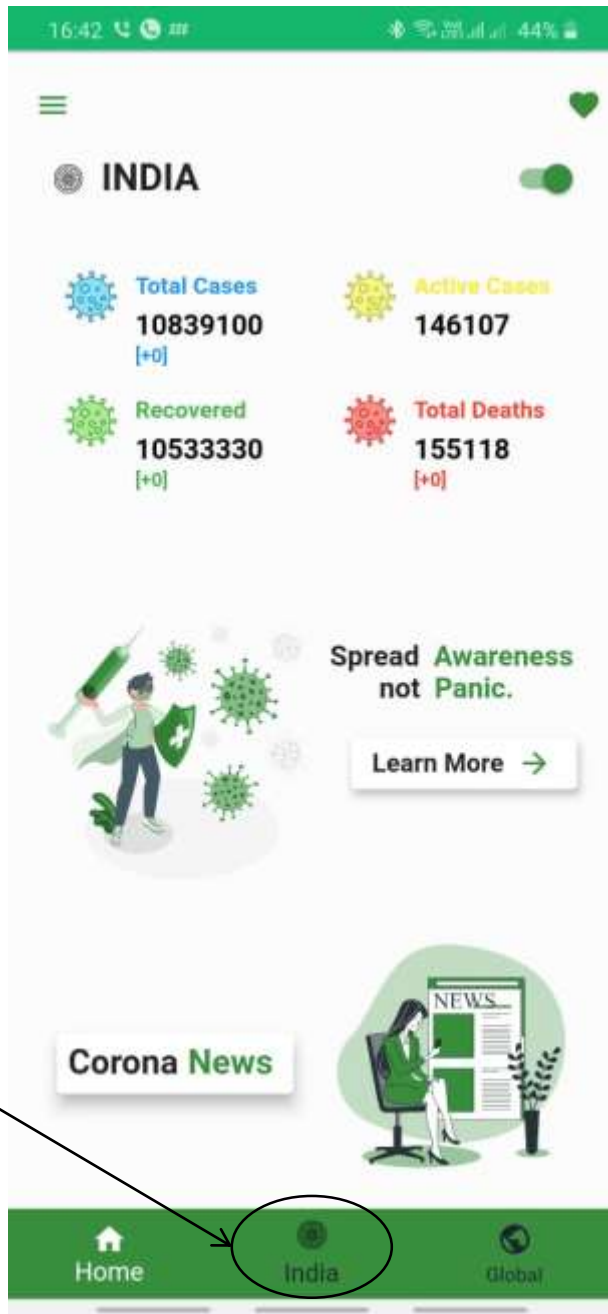 16:42
44%
INDIA
Total Cases
10839100
[+0]
Active Cases
146107
Recovered
10533330
[+0]
Total Deaths
155118
[+0]
Spread Awareness
not Panic.
Learn More →
NEWS
Corona News
Home
India
Global